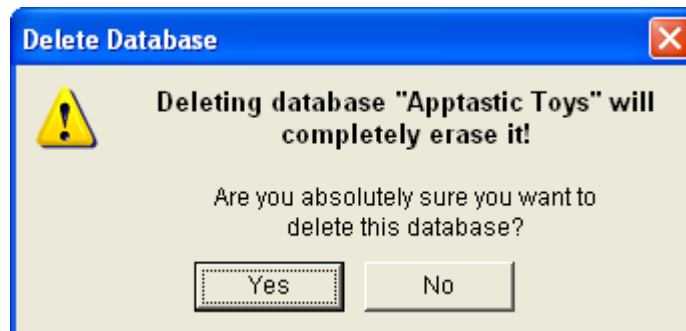 Delete Database
Deleting database "Apptastic Toys" will
completely erase it!
Are you absolutely sure you want to
delete this database?
Yes
No